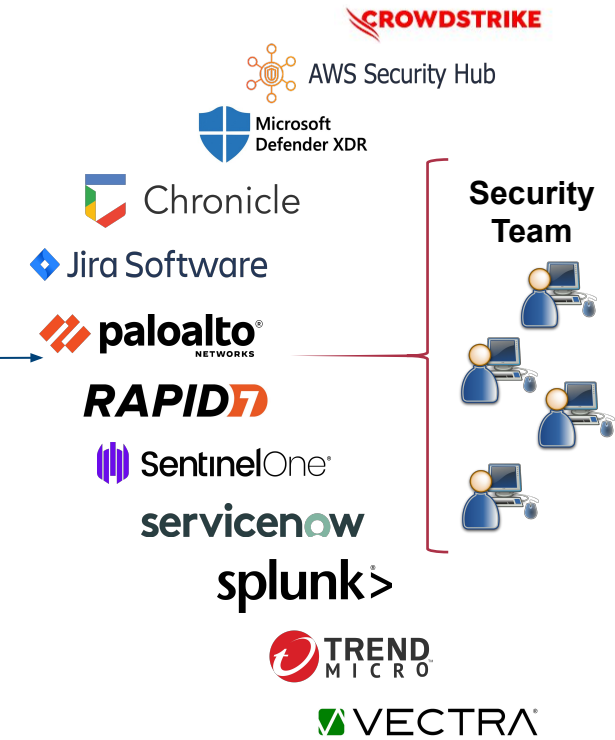 CROWDSTRIKE
AWS Security Hub
Microsoft
Defender XDR
Chronicle
Security
Team
Jira Software
paloalto®
NETWORKS
RAPID7
SentinelOne®
servicenow
splunk>®
TREND
MICRO™
VECTRA®